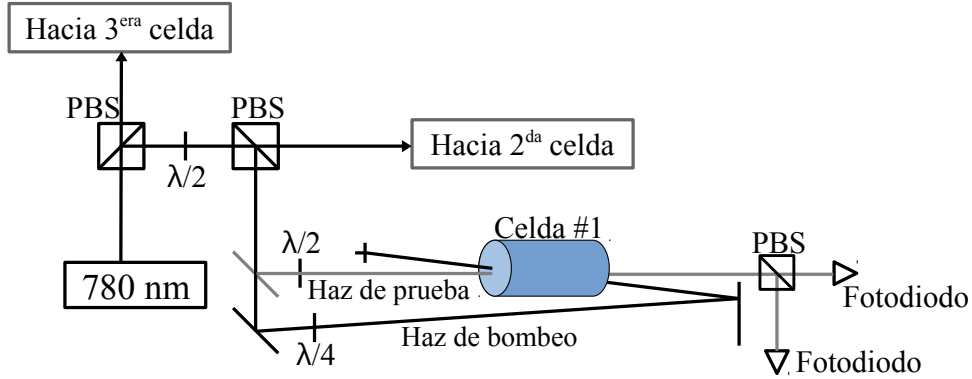 Hacia 3era celda
PBS
PBS
Hacia 2da celda
λ/2
780 nm
λ/2
Celda #1
PBS
Haz de prueba
Fotodiodo
λ/4
Haz de bombeo
Fotodiodo